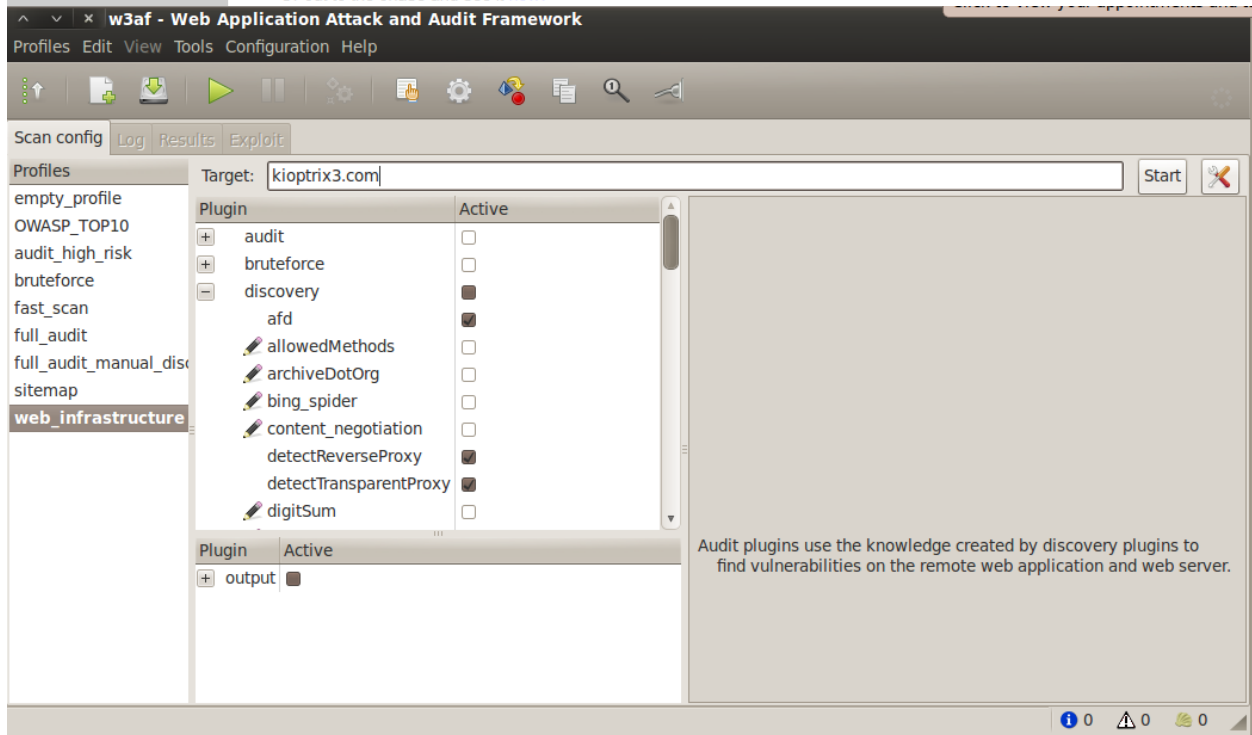 w3af - Web Application Attack and Audit Framework
Profiles Edit View Tools Configuration Help
Scan config Log Results Exploit
Profiles
empty_profile
OWASP_TOP10
audit_high_risk
bruteforce
fast_scan
full_audit
full_audit_manual_disc
sitemap
web_infrastructure
Target: kioptrix3.com Start
Plugin Active
audit
bruteforce
discovery
afd
allowedMethods
archiveDotOrg
bing_spider
content_negotiation
detectReverseProxy
detectTransparentProxy
digitSum
Plugin Active
output
Audit plugins use the knowledge created by discovery plugins to
find vulnerabilities on the remote web application and web server.
0 0 0